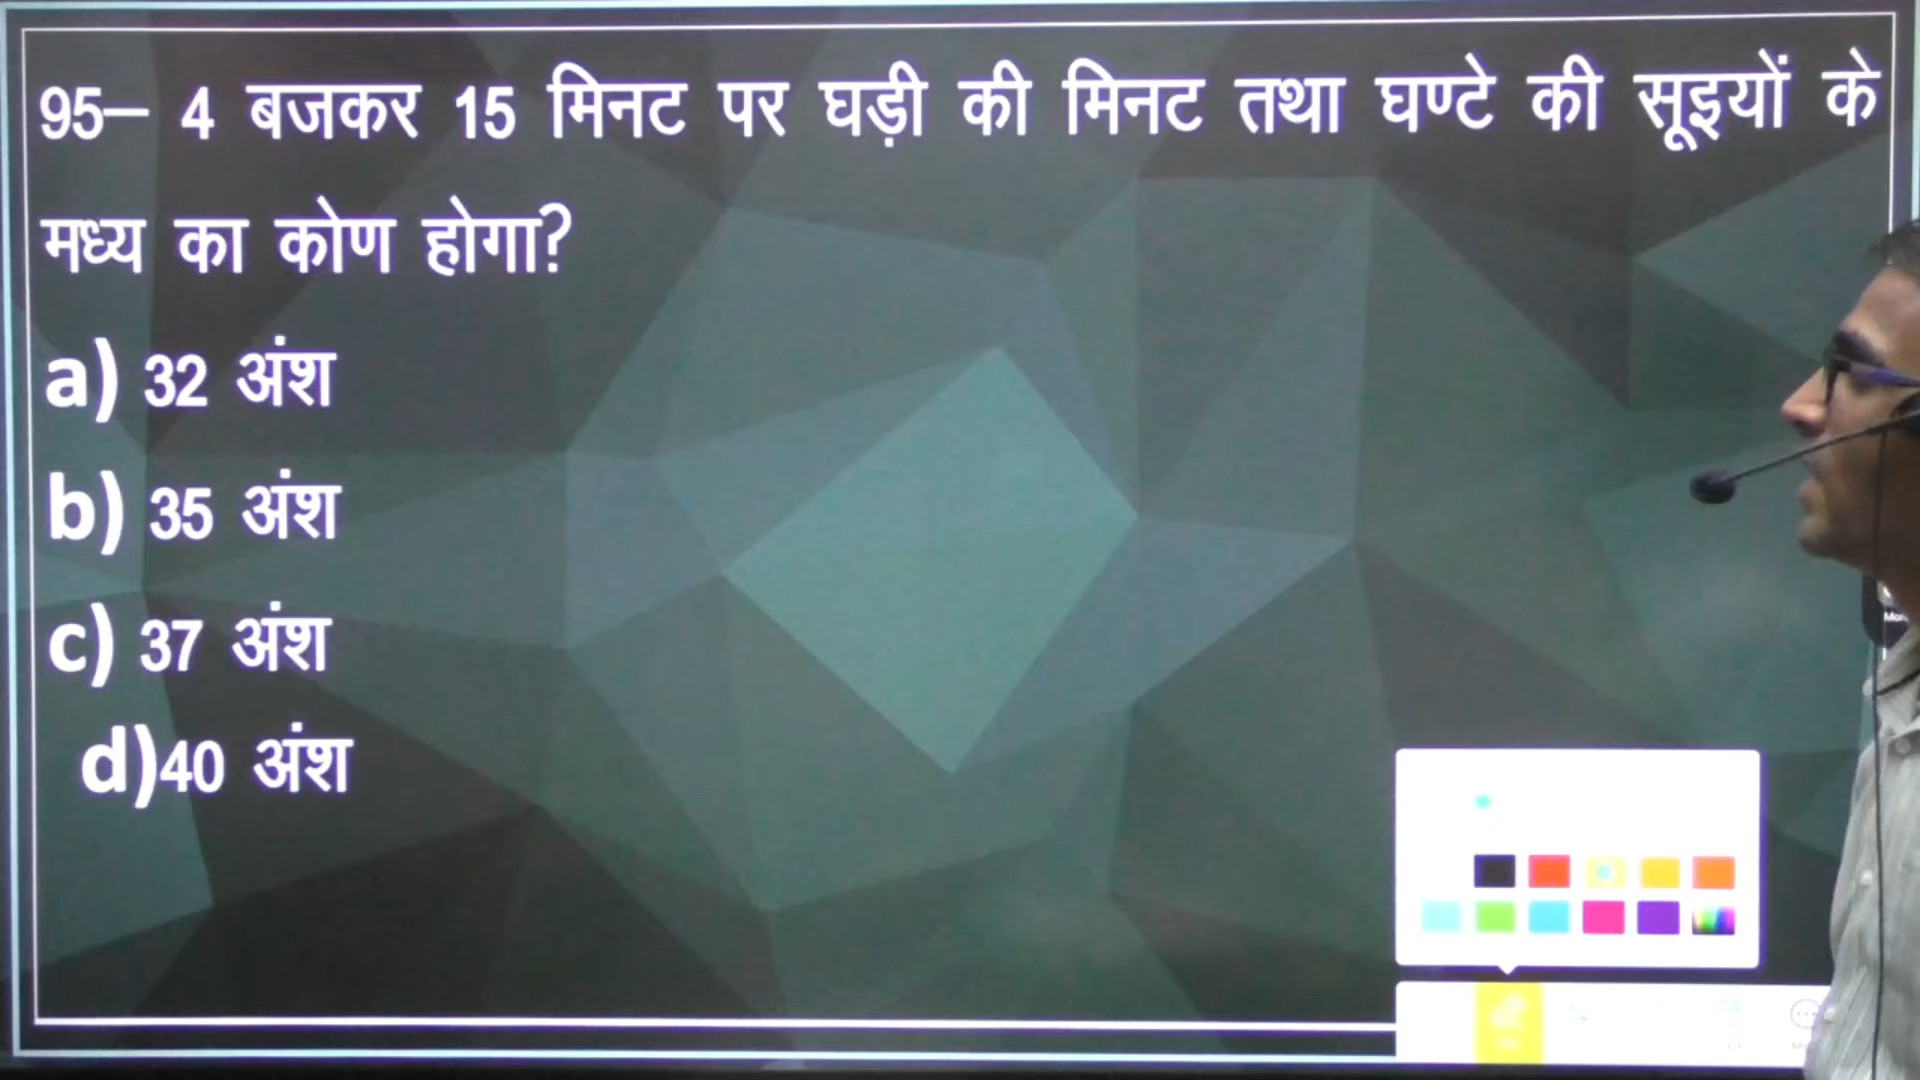 95– 4 बजकर 15 मिनट पर घड़ी की मिनट तथा घण्टे की सूइयों के
मध्य का कोण होगा?
a) 32 अंश
b) 35 अंश
c) 37 अंश
d)40 अंश